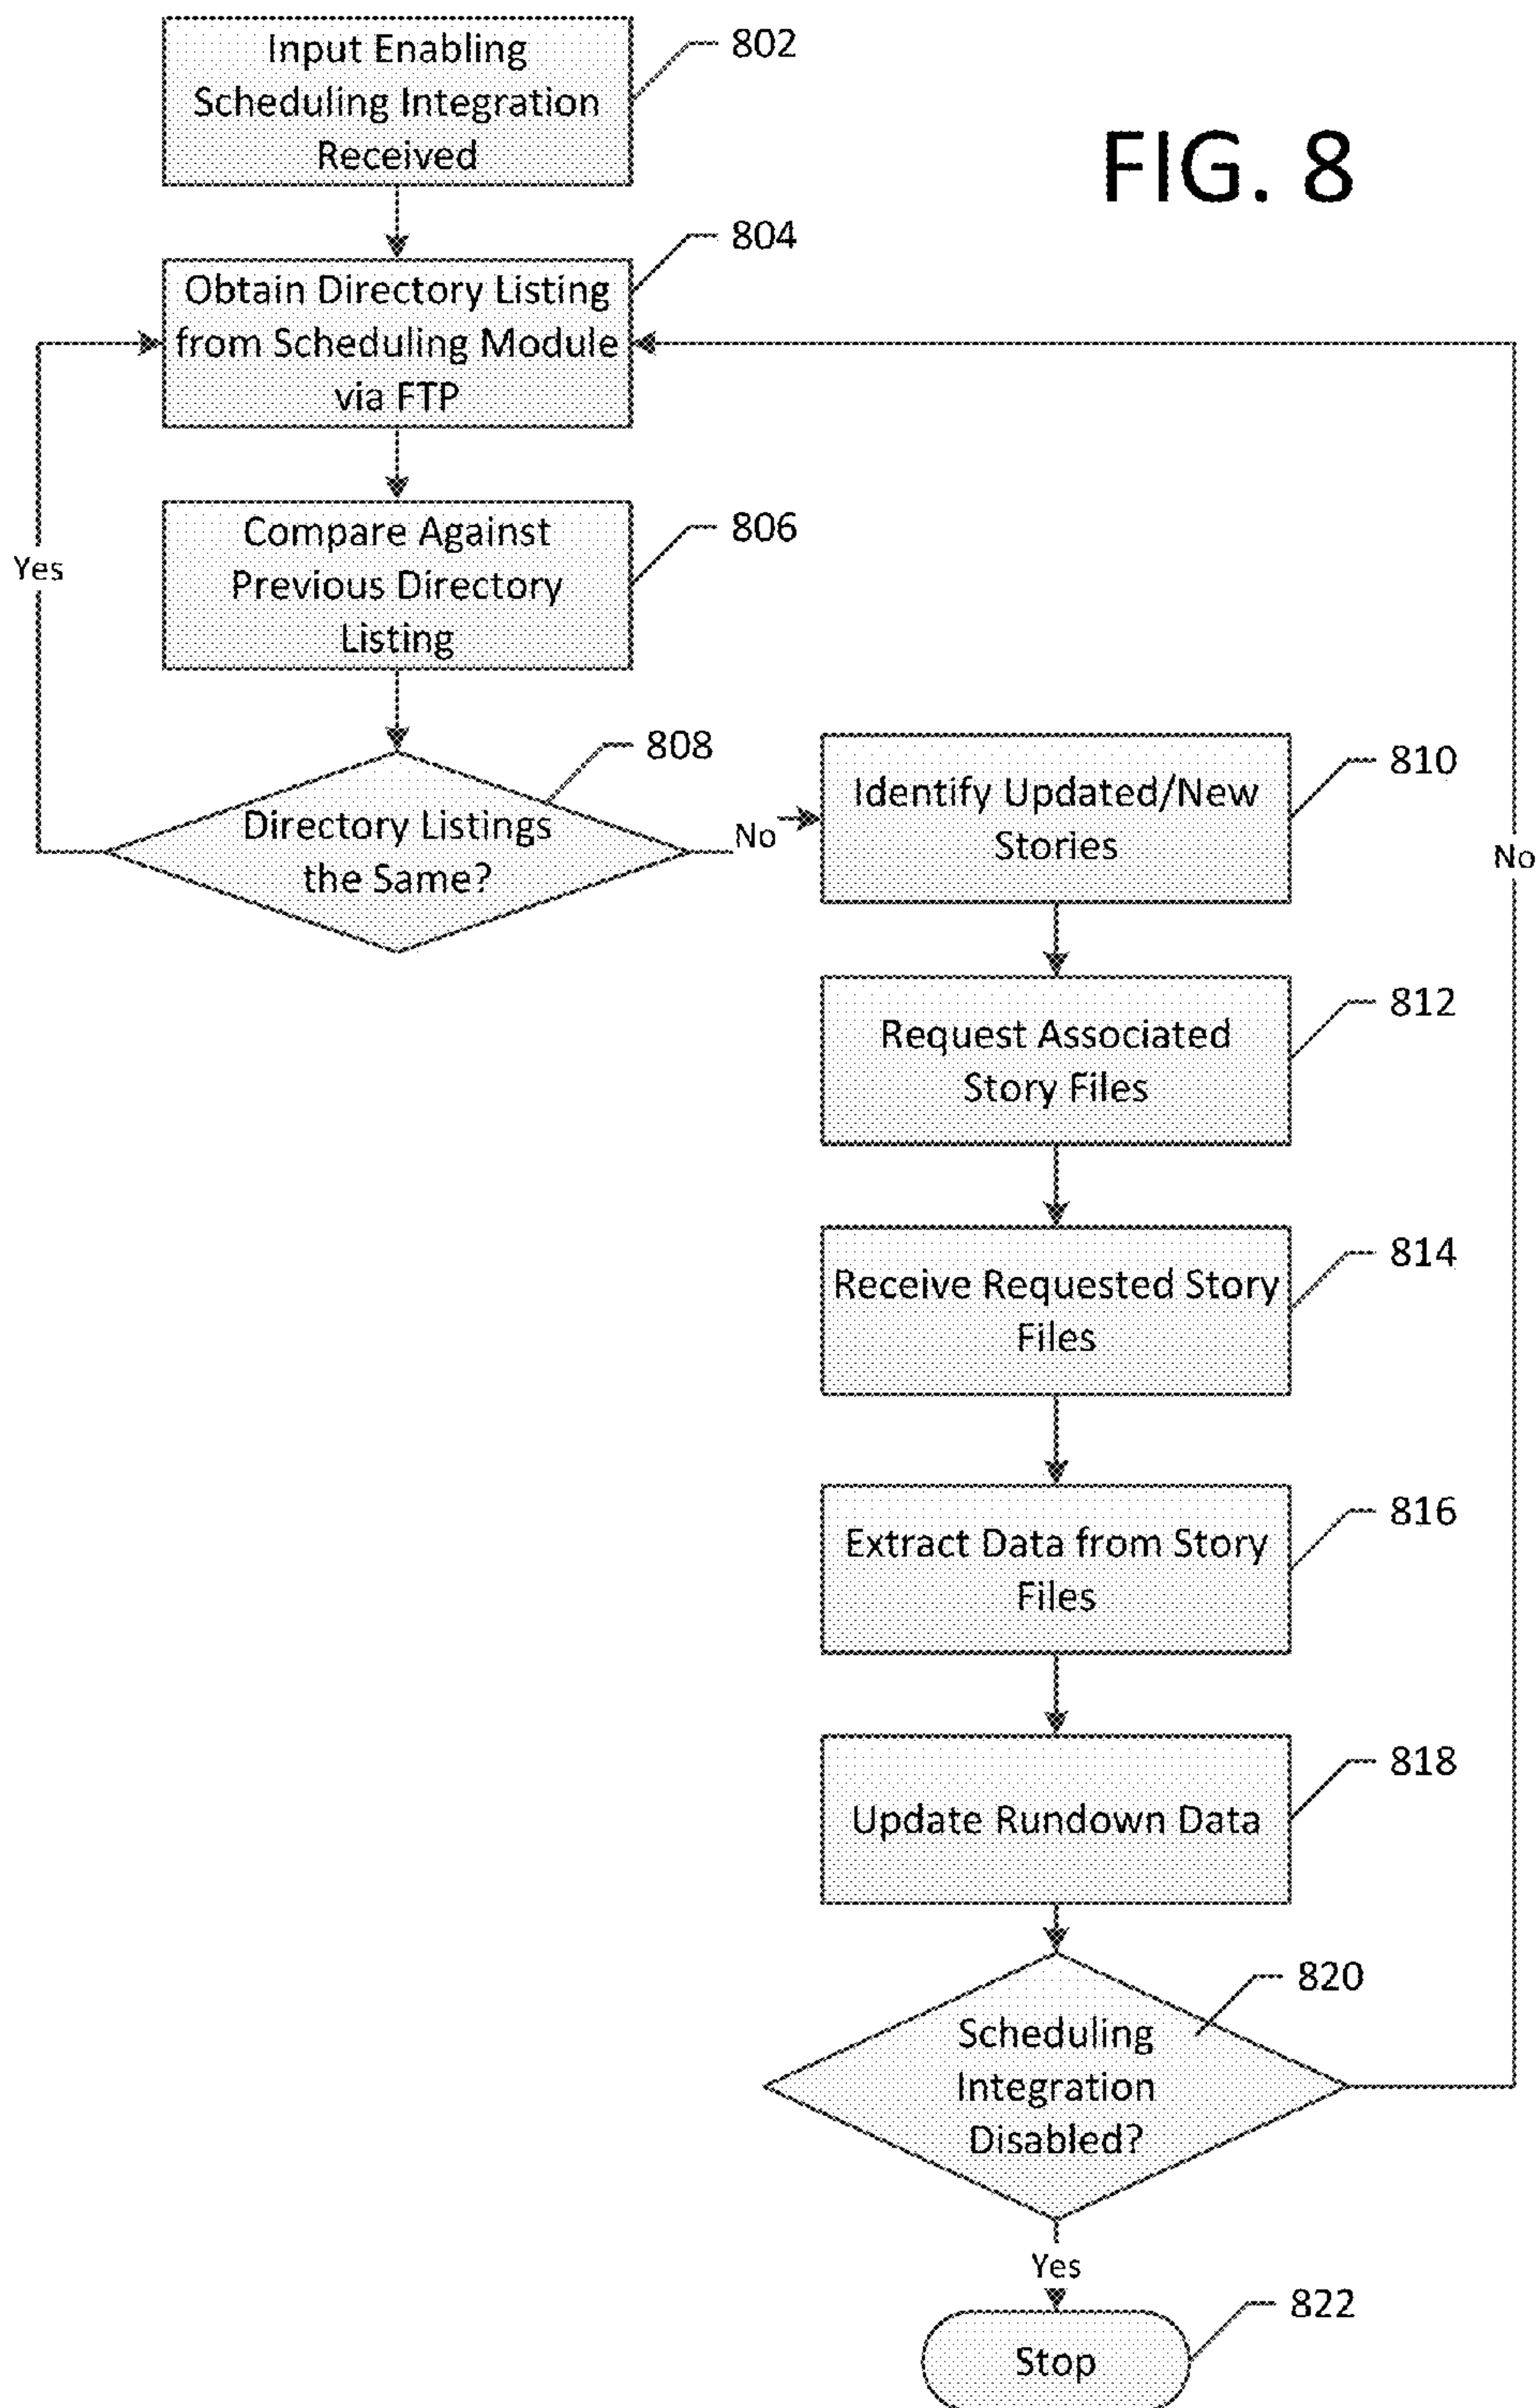 Input Enabling
Scheduling Integration
Received
802
FIG. 8
Obtain Directory Listing
from Scheduling Module
via FTP
804
Compare Against
Previous Directory
Listing
806
Yes
Directory Listings
the Same?
808
No
Identify Updated/New
Stories
810
No
Request Associated
Story Files
812
Receive Requested Story
Files
814
Extract Data from Story
Files
816
Update Rundown Data
818
Scheduling
Integration
Disabled?
820
Yes
Stop
822